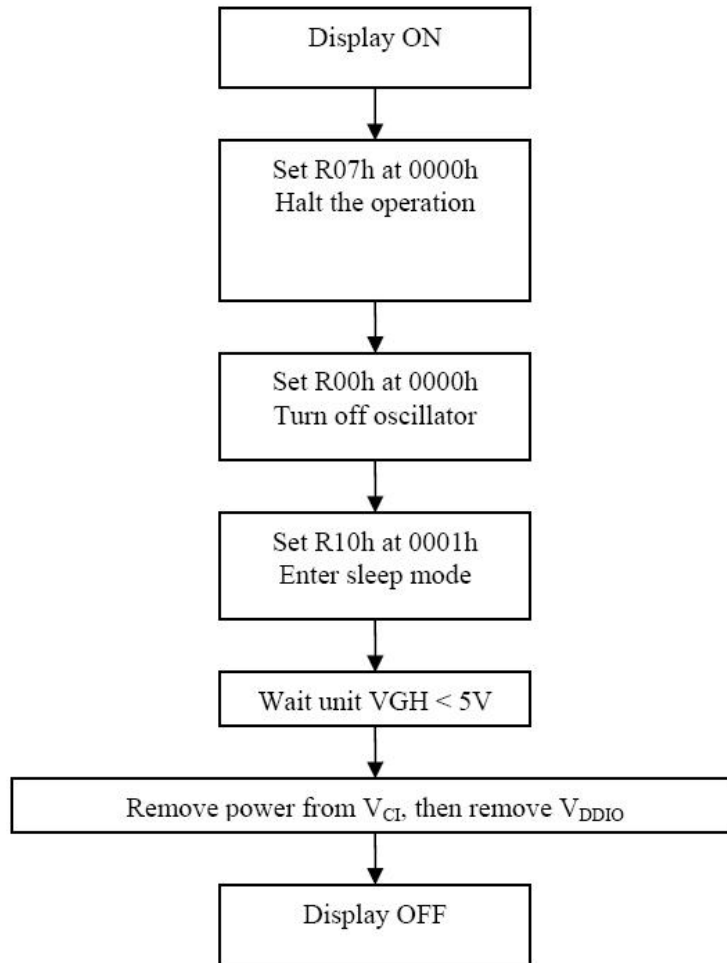 Display ON
Set R07h at 0000h
Halt the operation
Set R00h at 0000h
Turn off oscillator
Set R10h at 0001h
Enter sleep mode
Wait unit VGH < 5V
Remove power from VCI, then remove VDDIO
Display OFF